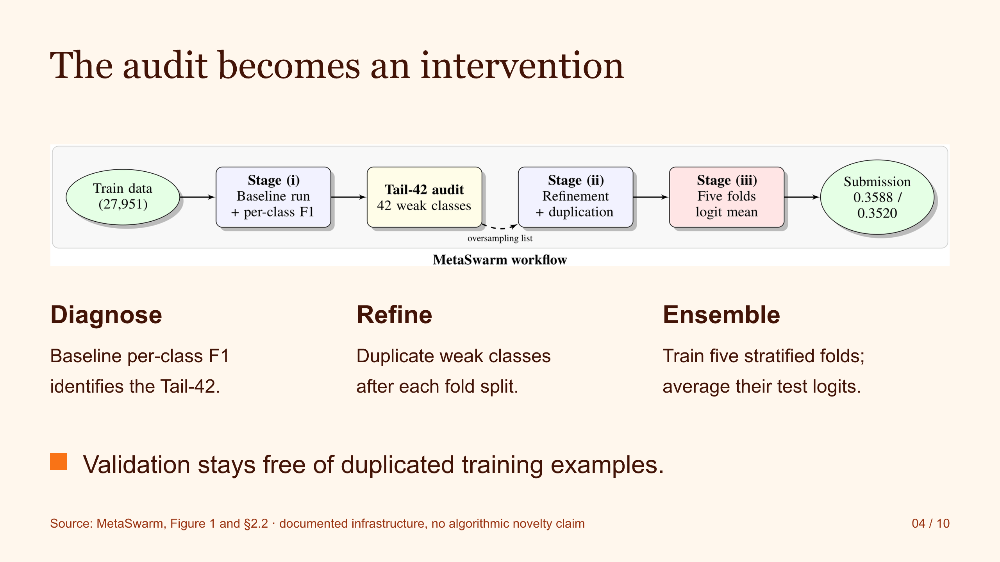 The audit becomes an intervention
Train data
(27,951)
Stage (i)
Baseline run
+ per-class F1
Tail-42 audit
42 weak classes
oversampling list
Stage (ii)
Refinement
+ duplication
Stage (iii)
Five folds
logit mean
Submission
0.3588 /
0.3520
MetaSwarm workflow
Diagnose
Baseline per-class F1
identifies the Tail-42.
Refine
Duplicate weak classes
after each fold split.
Ensemble
Train five stratified folds;
average their test logits.
Validation stays free of duplicated training examples.
Source: MetaSwarm, Figure 1 and §2.2 · documented infrastructure, no algorithmic novelty claim
04 / 10